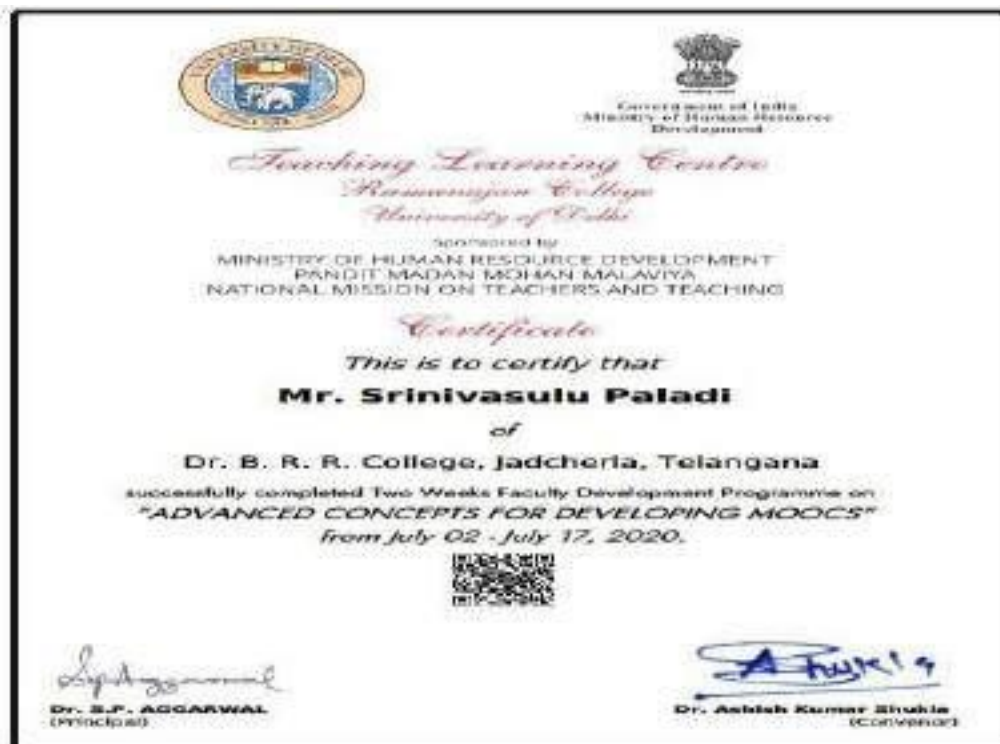 UNIVERSITY OF DELHI
Government of India
Ministry of Human Resource
Development
Teaching Learning Centre
Ramanujan College
University of Delhi
Sponsored by
MINISTRY OF HUMAN RESOURCE DEVELOPMENT
PANDIT MADAN MOHAN MALAVIYA
NATIONAL MISSION ON TEACHERS AND TEACHING
Certificate
This is to certify that
Mr. Srinivasulu Paladi
of
Dr. B. R. R. College, Jadcherla, Telangana
successfully completed Two Weeks Faculty Development Programme on
"ADVANCED CONCEPTS FOR DEVELOPING MOOCS"
from July 02 - July 17, 2020.
Dr. S.P. AGGARWAL
(Principal)
Dr. Ashish Kumar Shukla
(Convenor)